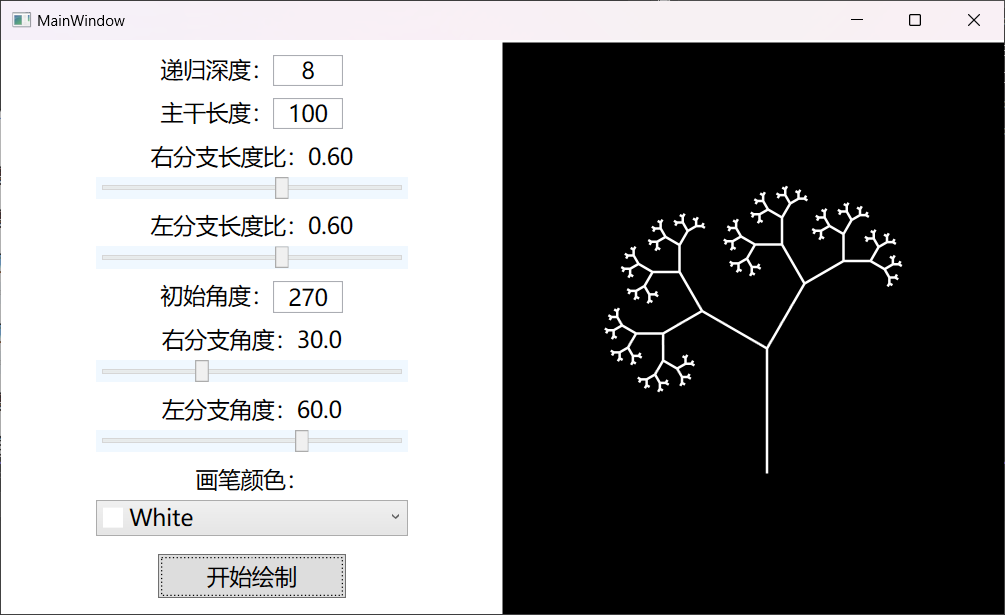 MainWindow
递归深度： 8
主干长度： 100
右分支长度比：0.60
左分支长度比：0.60
初始角度： 270
右分支角度：30.0
左分支角度：60.0
画笔颜色：
White
开始绘制